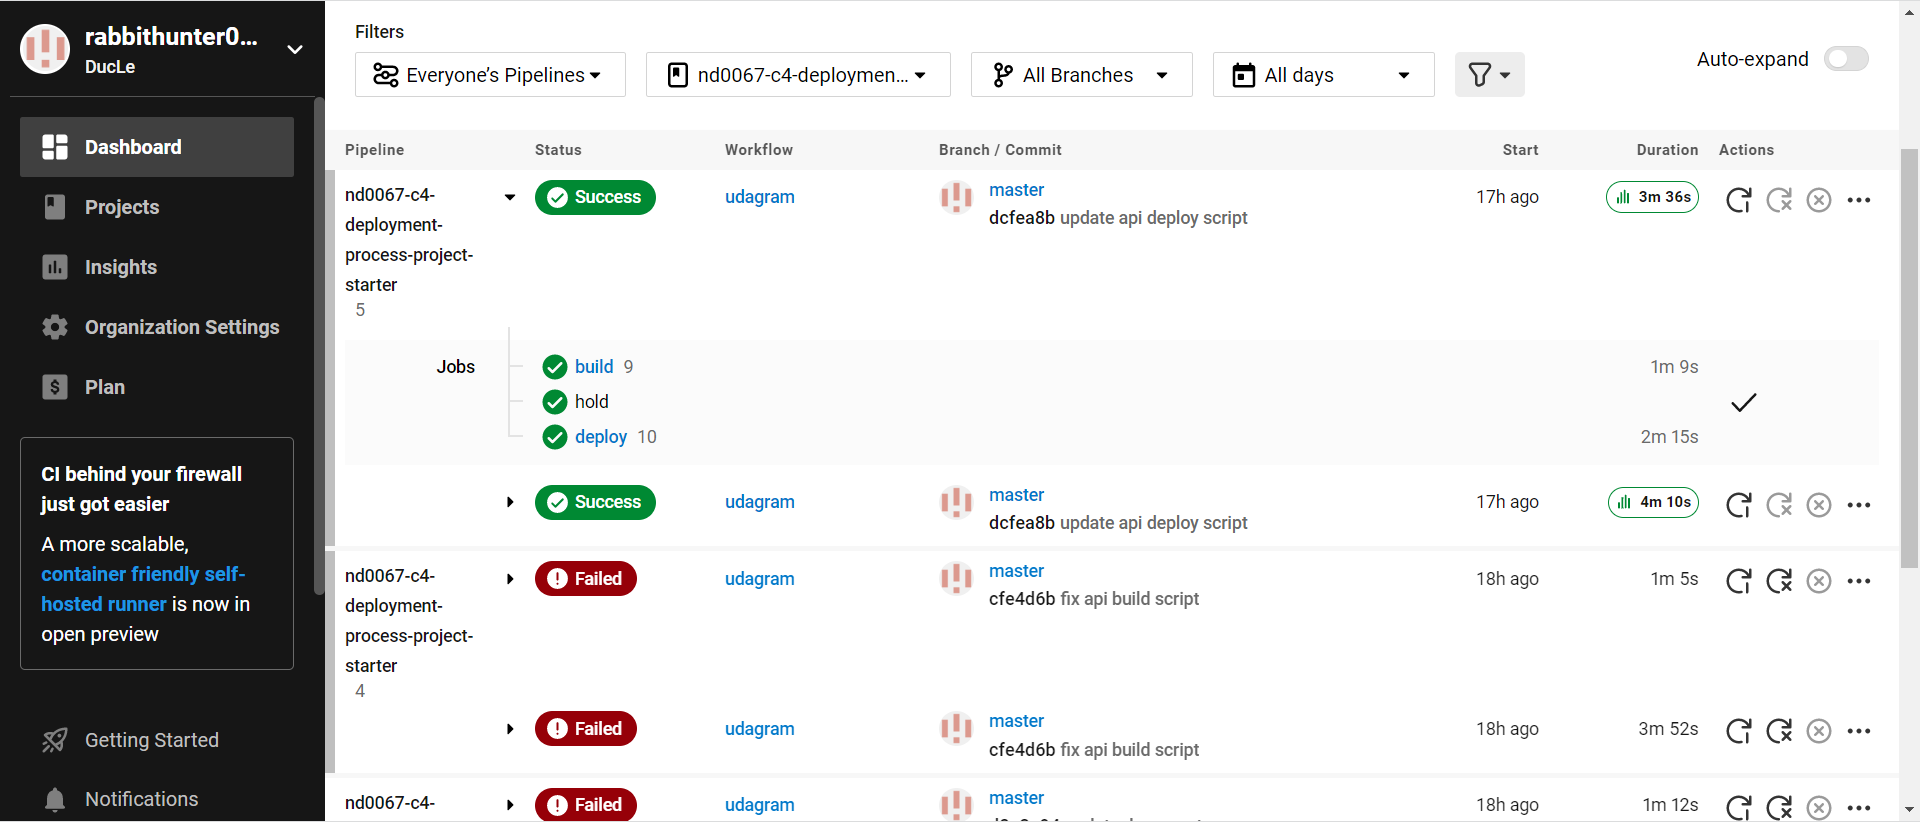 rabbithunter0...
DucLe
Dashboard
Projects
Insights
Organization Settings
Plan
CI behind your firewall
just got easier
A more scalable,
container friendly self-
hosted runner is now in
open preview
Getting Started
Notifications
Filters
Everyone’s Pipelines
nd0067-c4-deploymen...
All Branches
All days
Auto-expand
Pipeline Status Workflow Branch / Commit Start Duration Actions
nd0067-c4-
deployment-
process-project-
starter
5
Success udagram master 17h ago 3m 36s
dcfea8b update api deploy script
Jobs
build 9 1m 9s
hold
deploy 10 2m 15s
Success udagram master 17h ago 4m 10s
dcfea8b update api deploy script
nd0067-c4-
deployment-
process-project-
starter
4
Failed udagram master 18h ago 1m 5s
cfe4d6b fix api build script
Failed udagram master 18h ago 3m 52s
cfe4d6b fix api build script
nd0067-c4-
Failed udagram master 18h ago 1m 12s